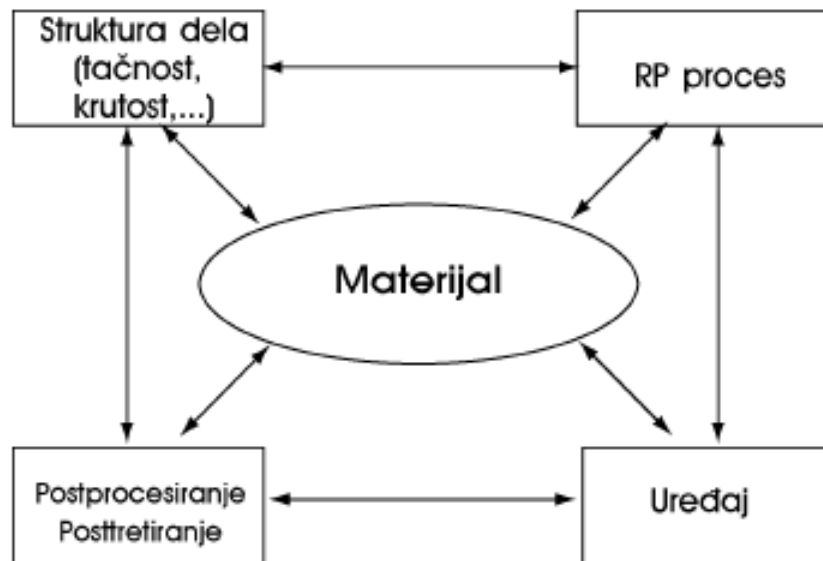 Struktura dela
(tačnost,
krutost,...)
RP proces
Materijal
Postprocesiranje
Posttretiranje
Uređaj